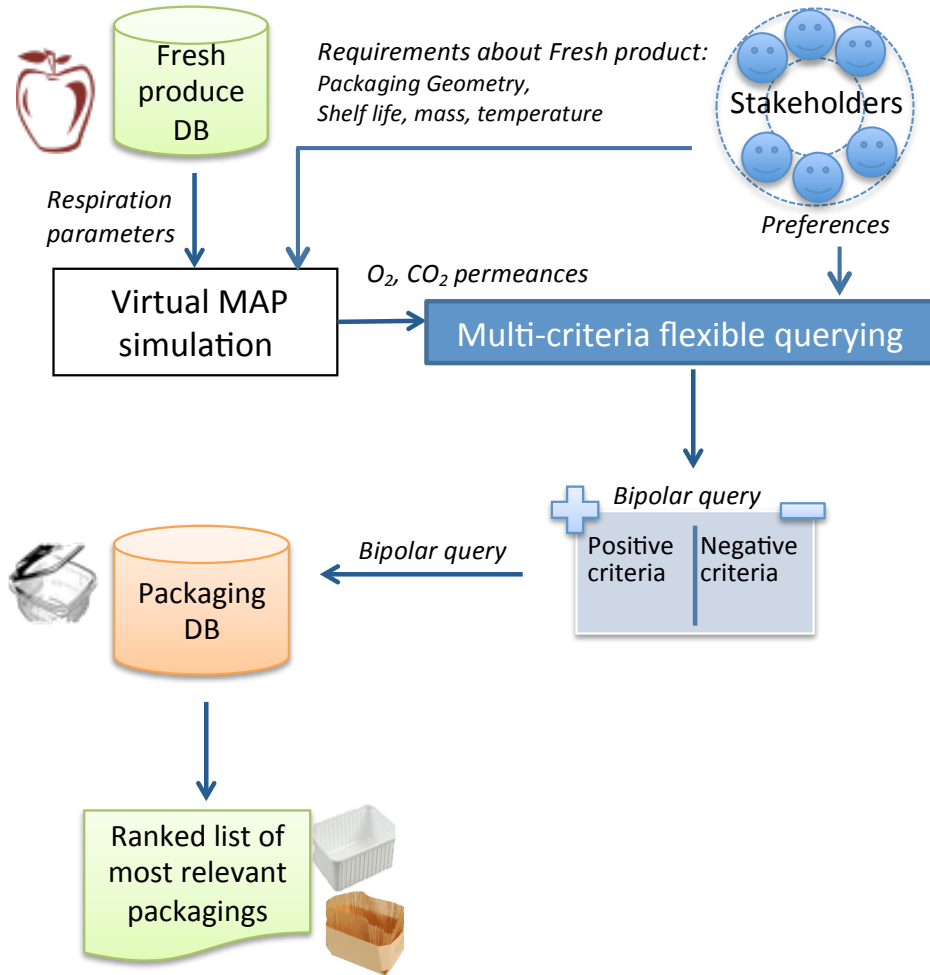 Fresh
produce
DB
Requirements about Fresh product:
Packaging Geometry,
Shelf life, mass, temperature
Stakeholders
Respiration
parameters
Preferences
O₂, CO₂ permeances
Virtual MAP
simulation
Multi-criteria flexible querying
Bipolar query
Positive
criteria
Negative
criteria
Bipolar query
Packaging
DB
Ranked list of
most relevant
packagings